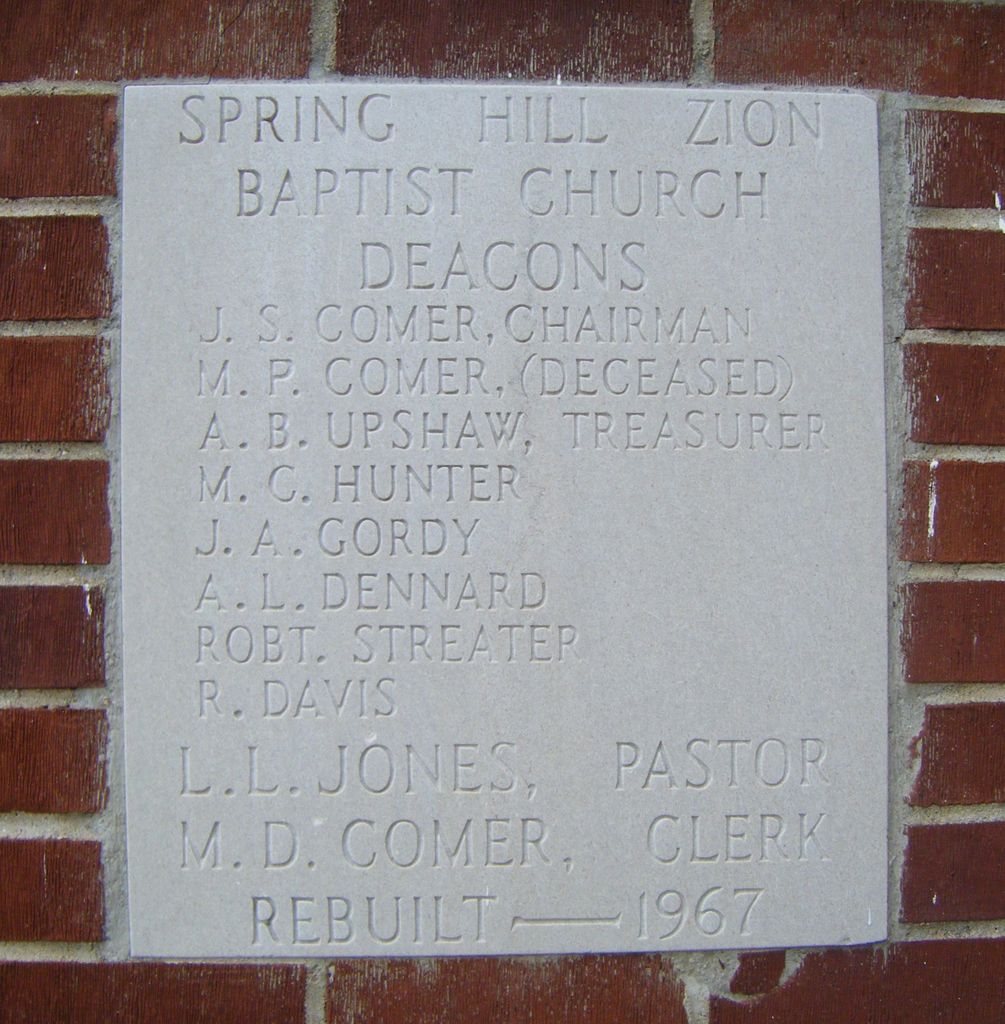 SPRING HILL ZION
BAPTIST CHURCH
DEACONS
J. S. COMER, CHAIRMAN
M. P. COMER, (DECEASED)
A. B. UPSHAW, TREASURER
M. C. HUNTER
J. A. GORDY
A. L. DENNARD
ROBT. STREATER
R. DAVIS
L. L. JONES, PASTOR
M. D. COMER, CLERK
REBUILT — 1967